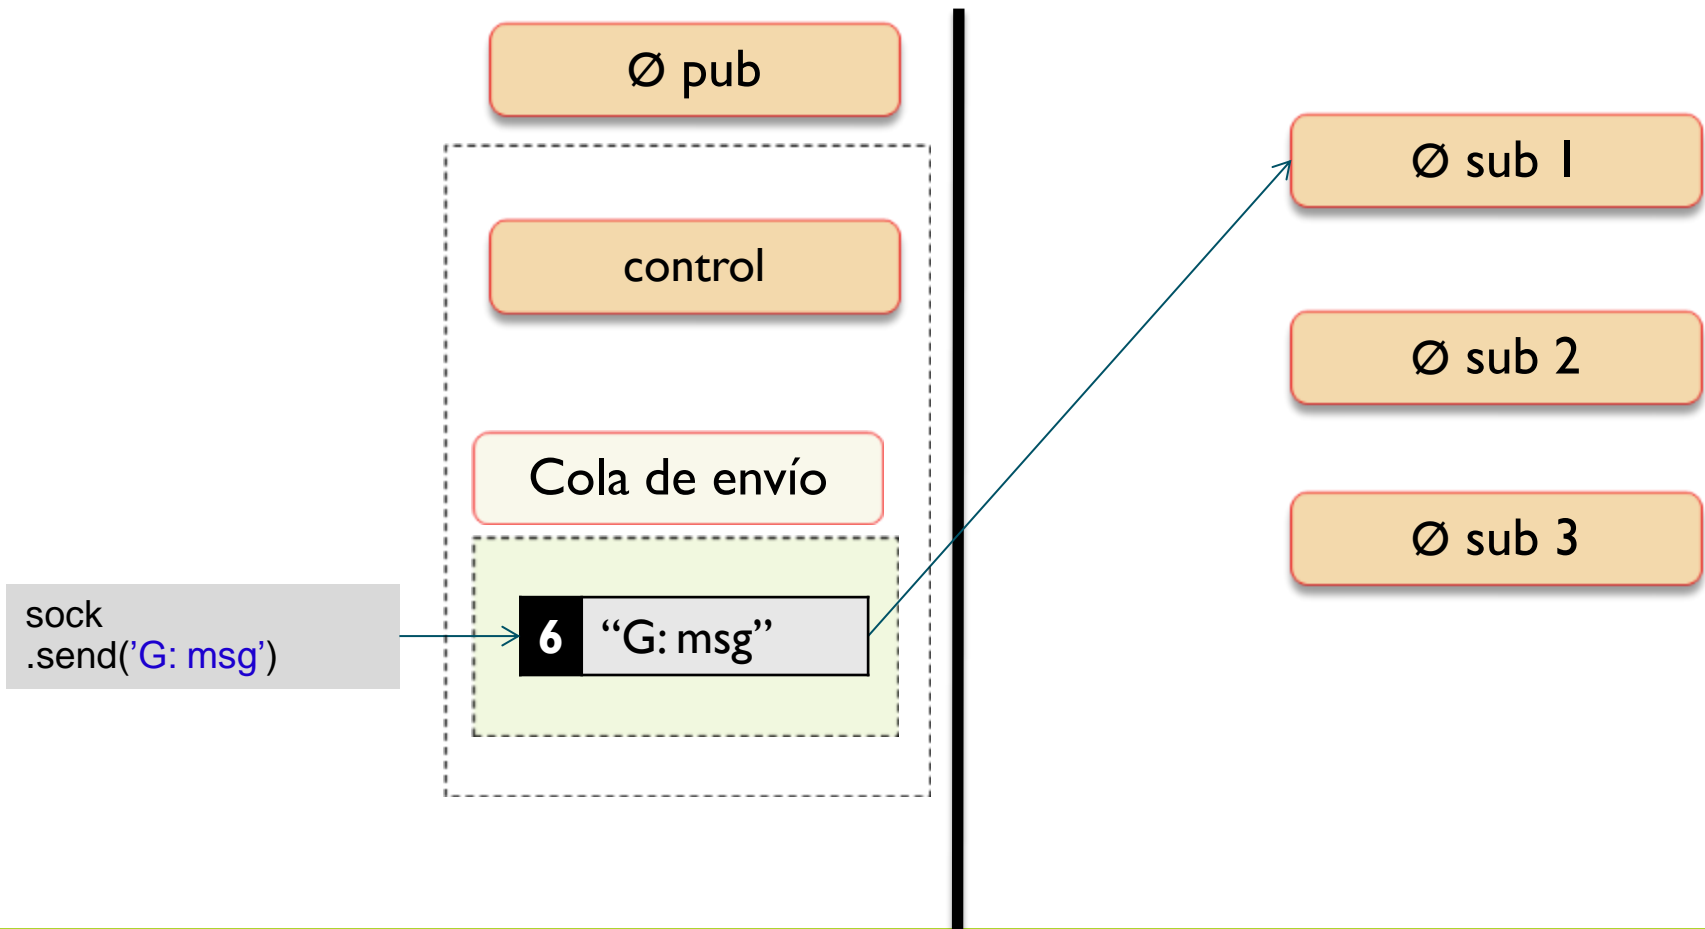 Ø pub
control
Cola de envío
sock
.send('G: msg')
6 “G: msg”
Ø sub 1
Ø sub 2
Ø sub 3